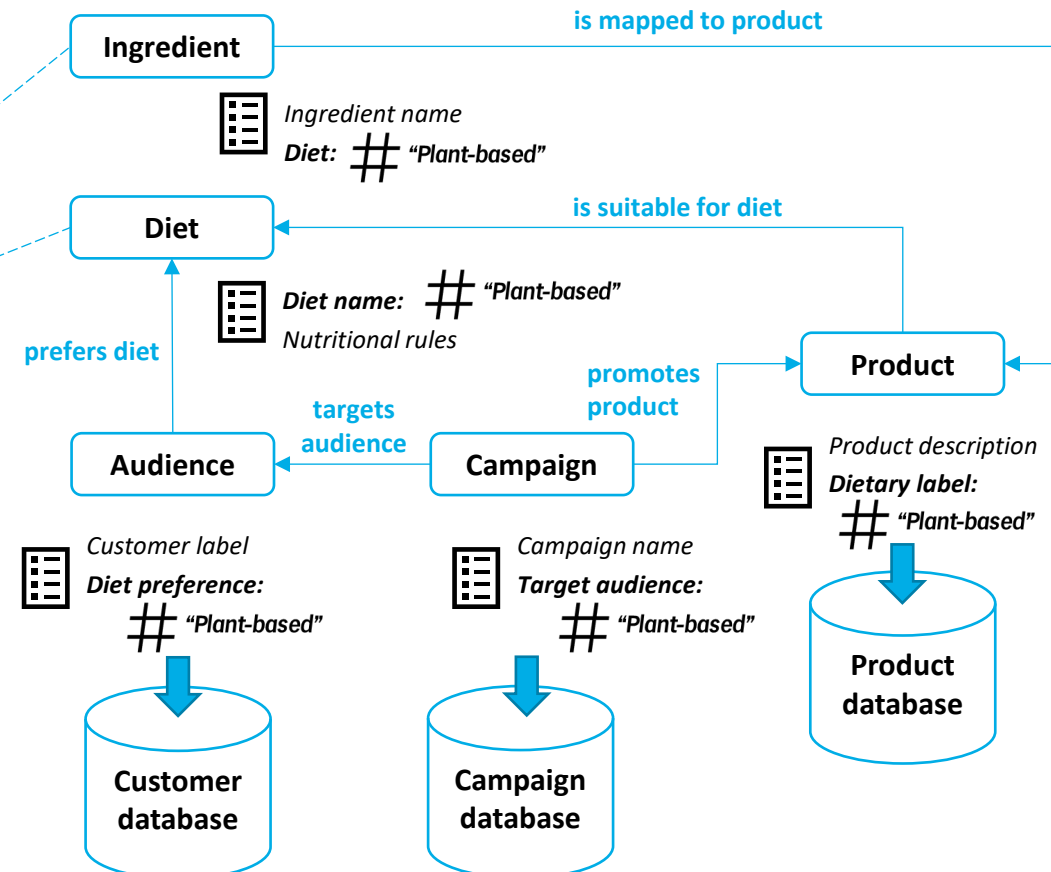 is mapped to product
Ingredient
Ingredient name
Diet: # “Plant-based”
is suitable for diet
Diet
Diet name: # “Plant-based”
Nutritional rules
prefers diet
promotes
product
Product
targets
audience
Audience
Campaign
Product description
Dietary label:
# “Plant-based”
Customer label
Diet preference:
# “Plant-based”
Campaign name
Target audience:
# “Plant-based”
Product
database
Customer
database
Campaign
database